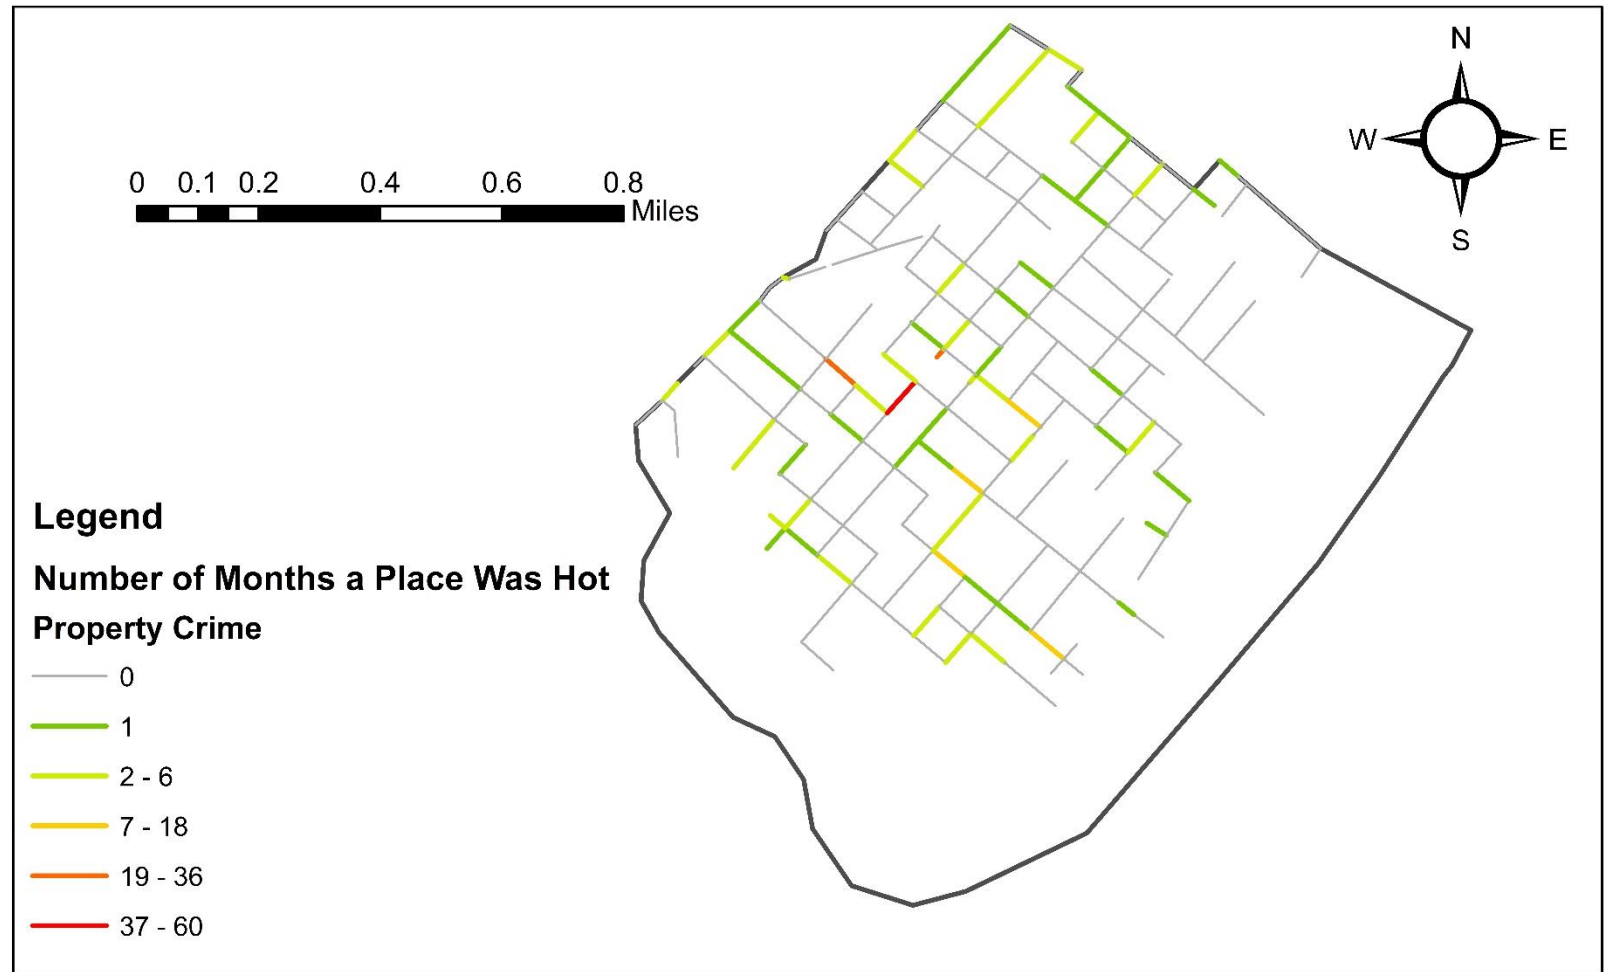 N
W E
S
0 0.1 0.2 0.4 0.6 0.8
Miles
Legend
Number of Months a Place Was Hot
Property Crime
0
1
2 - 6
7 - 18
19 - 36
37 - 60